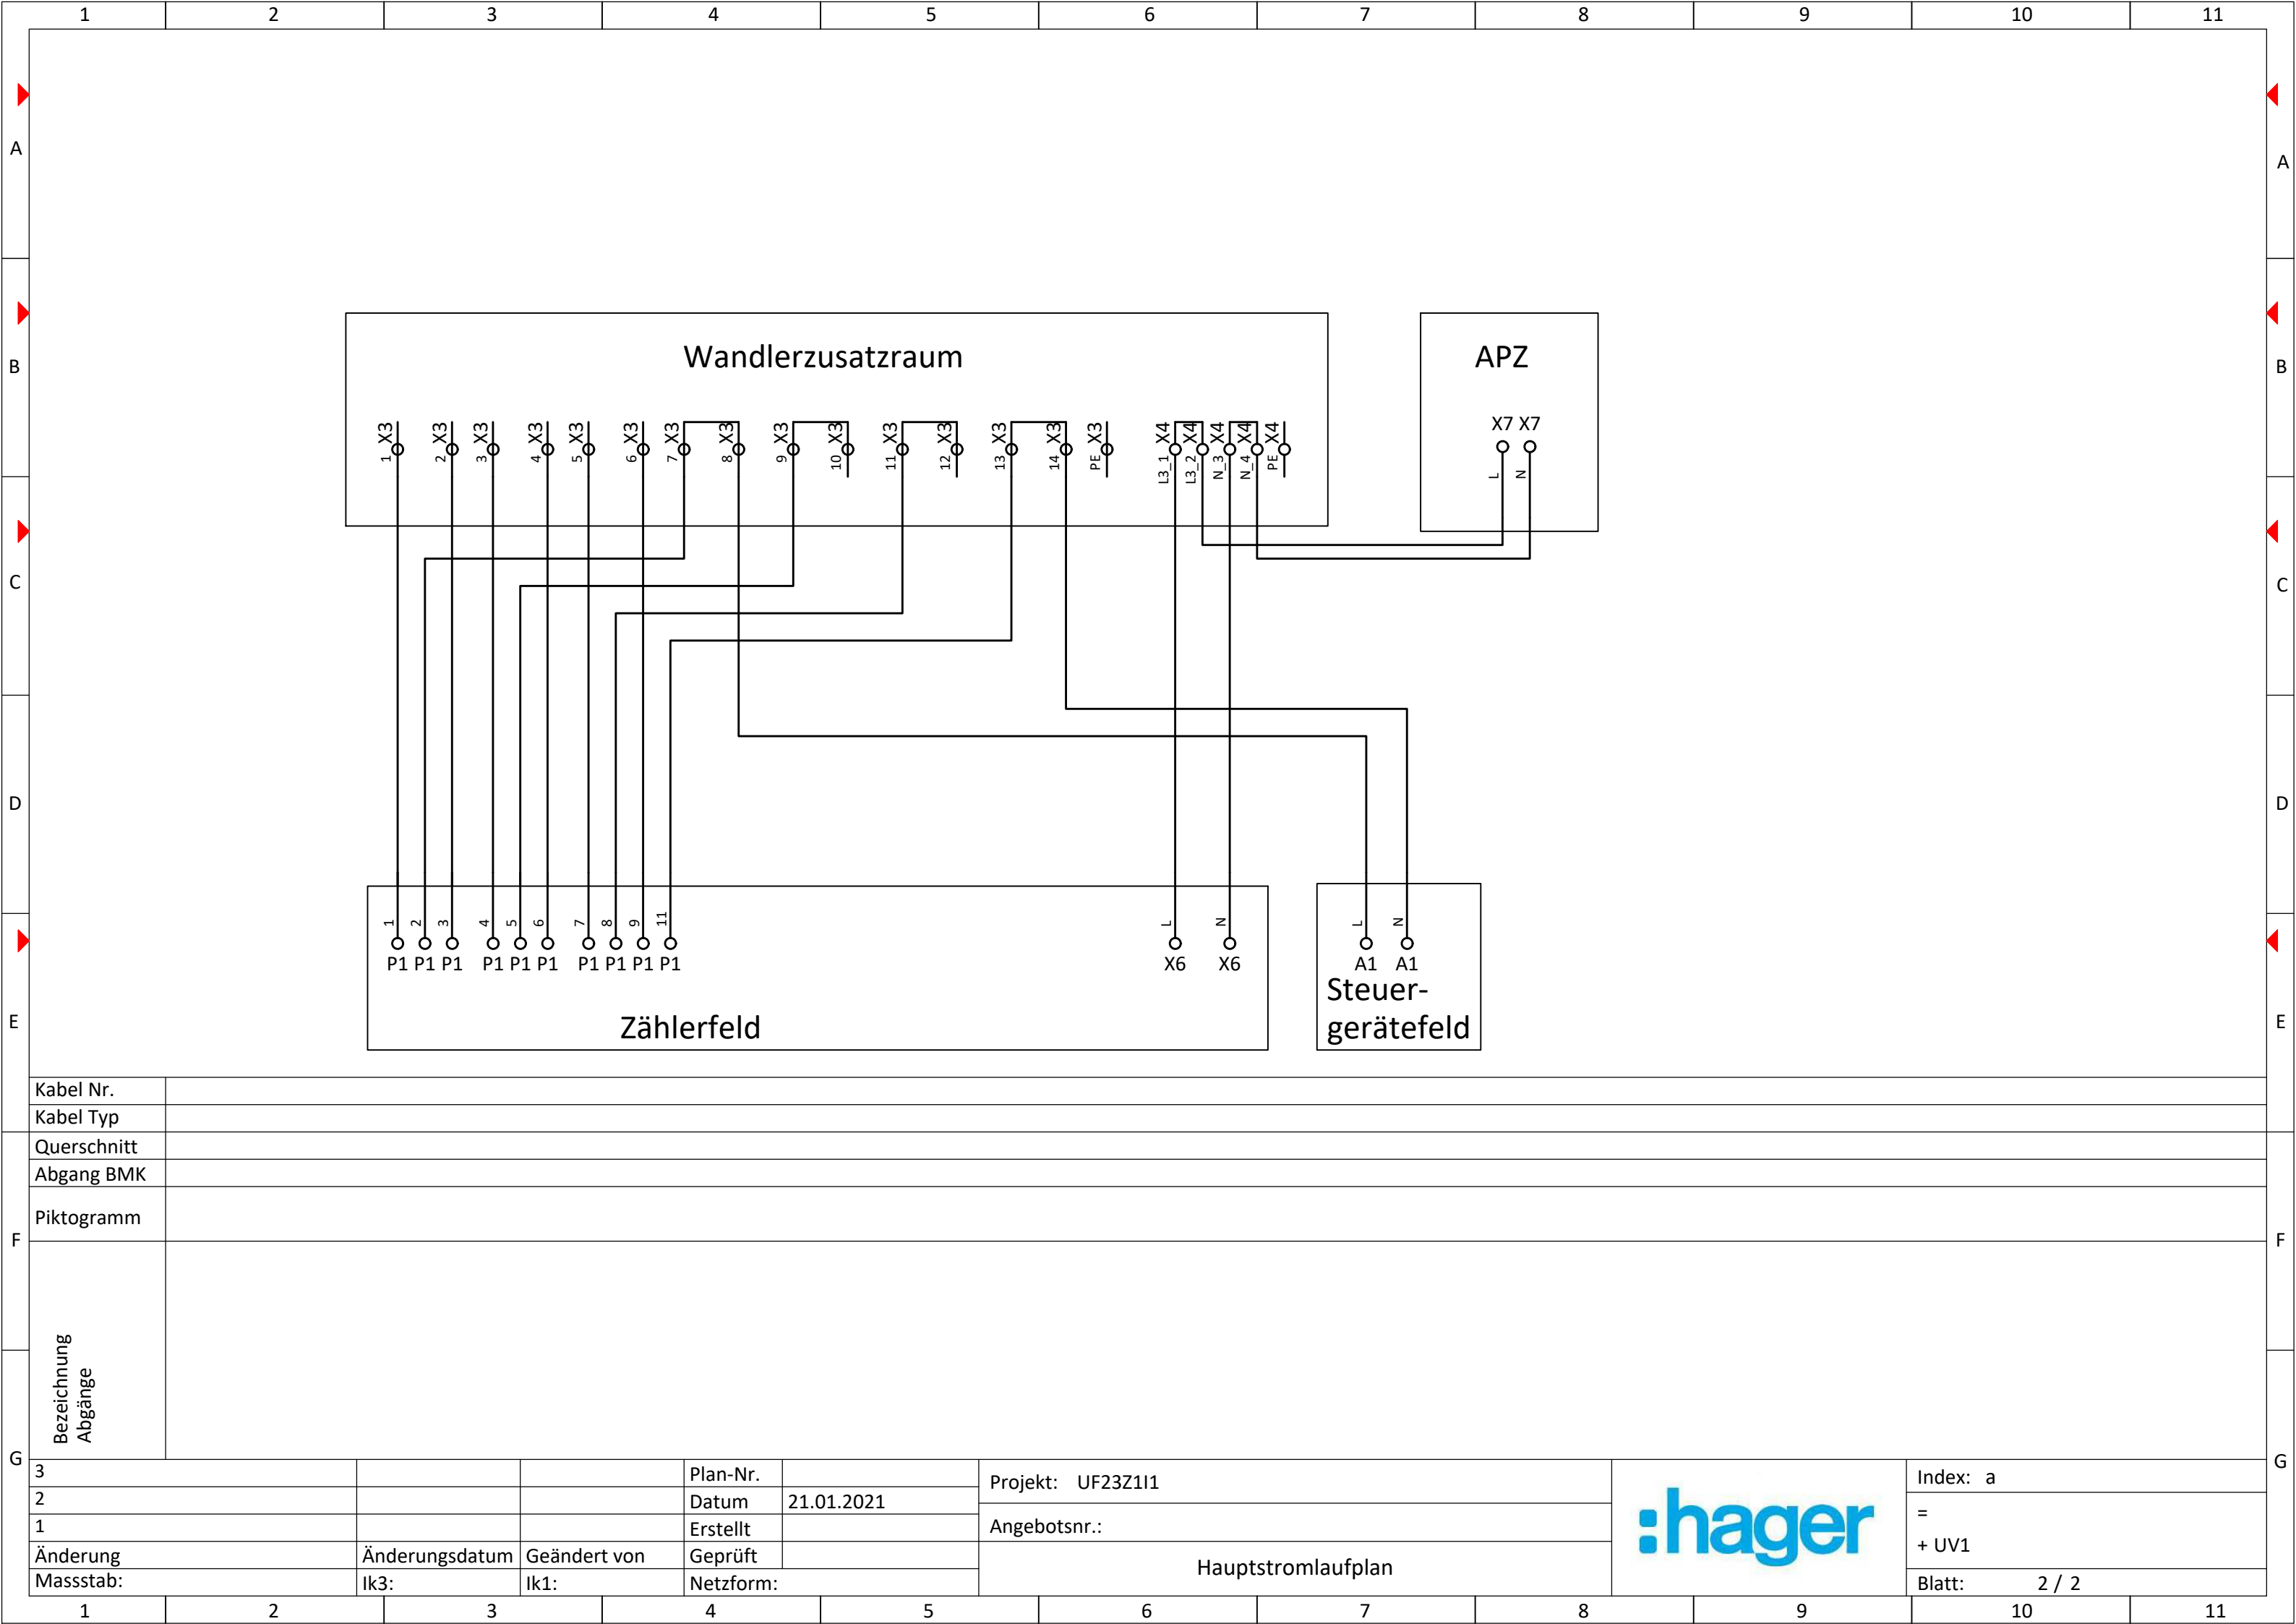 1 2 3 4 5 6 7 8 9 10 11
A A
Wandlerzusatzraum APZ
B B
X3 X3 X3 X3 X3 X3 X3 X3 X3 X3 X3 X3 X3 X3 X3 X4 X4 X4 X4 X4 X7 X7
1 2 3 4 5 6 7 8 9 10 11 12 13 14 PE L3_1 L3_2 N_3 N_4 PE L N
C C
D D
1 2 3 4 5 6 7 8 9 11 L N L N
P1 P1 P1 P1 P1 P1 P1 P1 P1 P1 X6 X6 A1 A1
Steuer-
E Zählerfeld gerätefeld E
Kabel Nr.
Kabel Typ
Querschnitt
Abgang BMK
Piktogramm
F F
Bezeichnung
Abgänge
G G
3 Plan-Nr. Projekt: UF23Z1I1 :hager Index: a
2 Datum 21.01.2021 =
1 Erstellt Angebotsnr.: + UV1
Änderung Änderungsdatum Geändert von Geprüft Hauptstromlaufplan
Massstab: Ik3: Ik1: Netzform: Blatt: 2 / 2
1 2 3 4 5 6 7 8 9 10 11